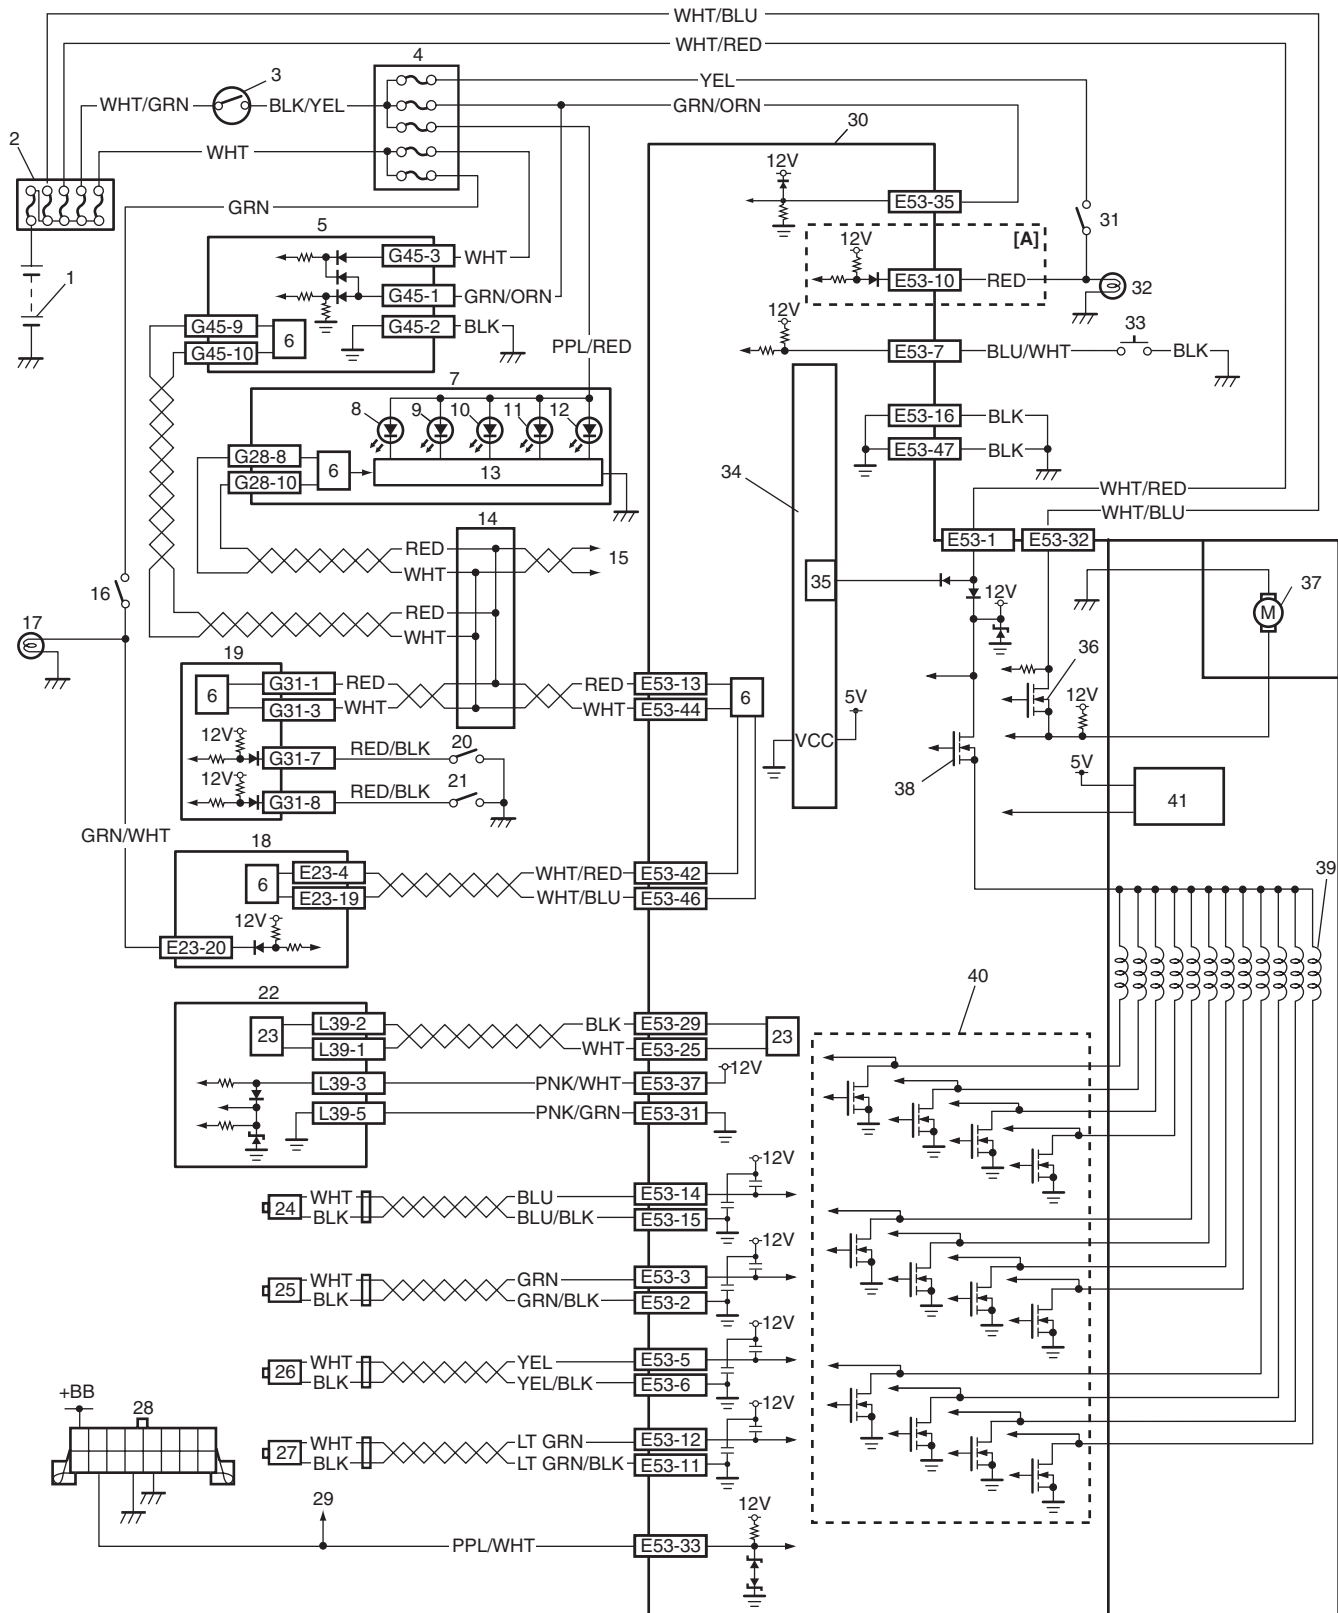 WHT/BLU
WHT/RED
4
3
YEL
WHT/GRN
BLK/YEL
GRN/ORN
30
2
WHT
12V
E53-35
GRN
31
5
[A]
12V
G45-3
WHT
E53-10
RED
32
1
G45-1
GRN/ORN
12V
33
G45-9
6
G45-2
BLK
G45-10
PPL/RED
E53-7
BLU/WHT
BLK
7
8
9
10
11
12
E53-16
BLK
G28-8
6
13
E53-47
BLK
G28-10
34
WHT/RED
14
WHT/BLU
RED
15
E53-1
E53-32
WHT
35
37
16
12V
M
RED
17
WHT
36
19
6
G31-1
RED
RED
E53-13
6
5V
12V
G31-3
WHT
WHT
E53-44
12V
RED/BLK
20
VCC
G31-7
12V
RED/BLK
21
5V
38
G31-8
41
GRN/WHT
18
39
6
E23-4
WHT/RED
E53-42
E23-19
WHT/BLU
E53-46
12V
E23-20
40
22
23
L39-2
BLK
E53-29
23
L39-1
WHT
E53-25
L39-3
PNK/WHT
E53-37
12V
L39-5
PNK/GRN
E53-31
12V
24
WHT
BLU
E53-14
BLK
BLU/BLK
E53-15
12V
25
WHT
GRN
E53-3
BLK
GRN/BLK
E53-2
12V
26
WHT
YEL
E53-5
BLK
YEL/BLK
E53-6
+BB
28
12V
27
WHT
LT GRN
E53-12
BLK
LT GRN/BLK
E53-11
29
12V
PPL/WHT
E53-33